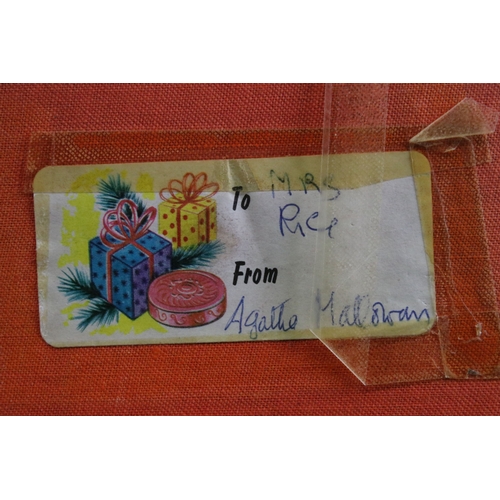 To MRS
Rice
From
Agatha Mallowan